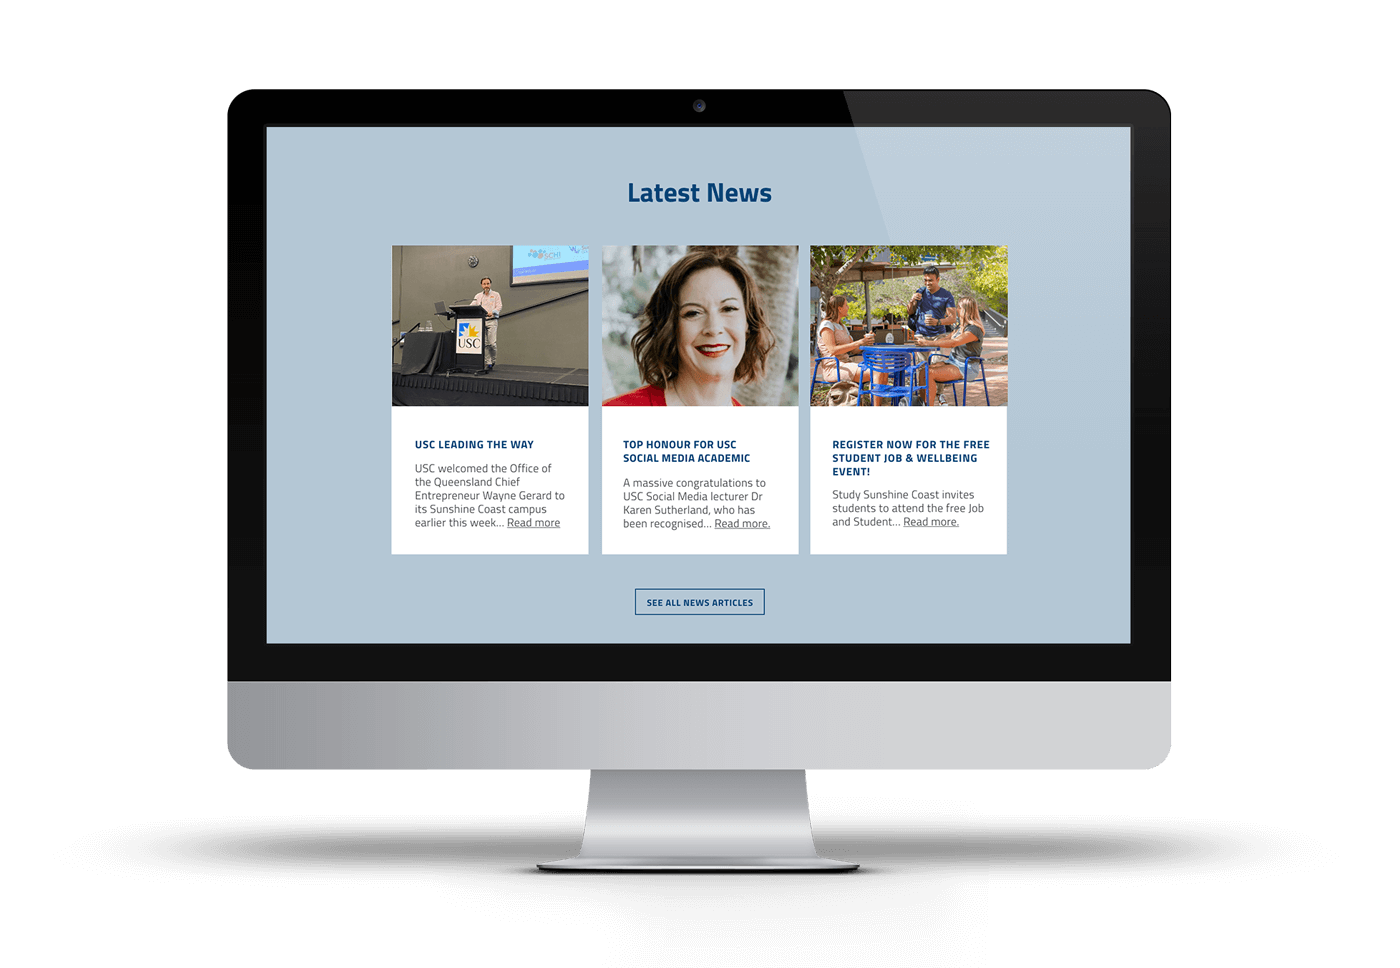 Latest News
USC
USC LEADING THE WAY
USC welcomed the Office of
the Queensland Chief
Entrepreneur Wayne Gerard to
its Sunshine Coast campus
earlier this week... Read more
TOP HONOUR FOR USC
SOCIAL MEDIA ACADEMIC
A massive congratulations to
USC Social Media lecturer Dr
Karen Sutherland, who has
been recognised... Read more.
REGISTER NOW FOR THE FREE
STUDENT JOB & WELLBEING
EVENT!
Study Sunshine Coast invites
students to attend the free Job
and Student... Read more.
SEE ALL NEWS ARTICLES